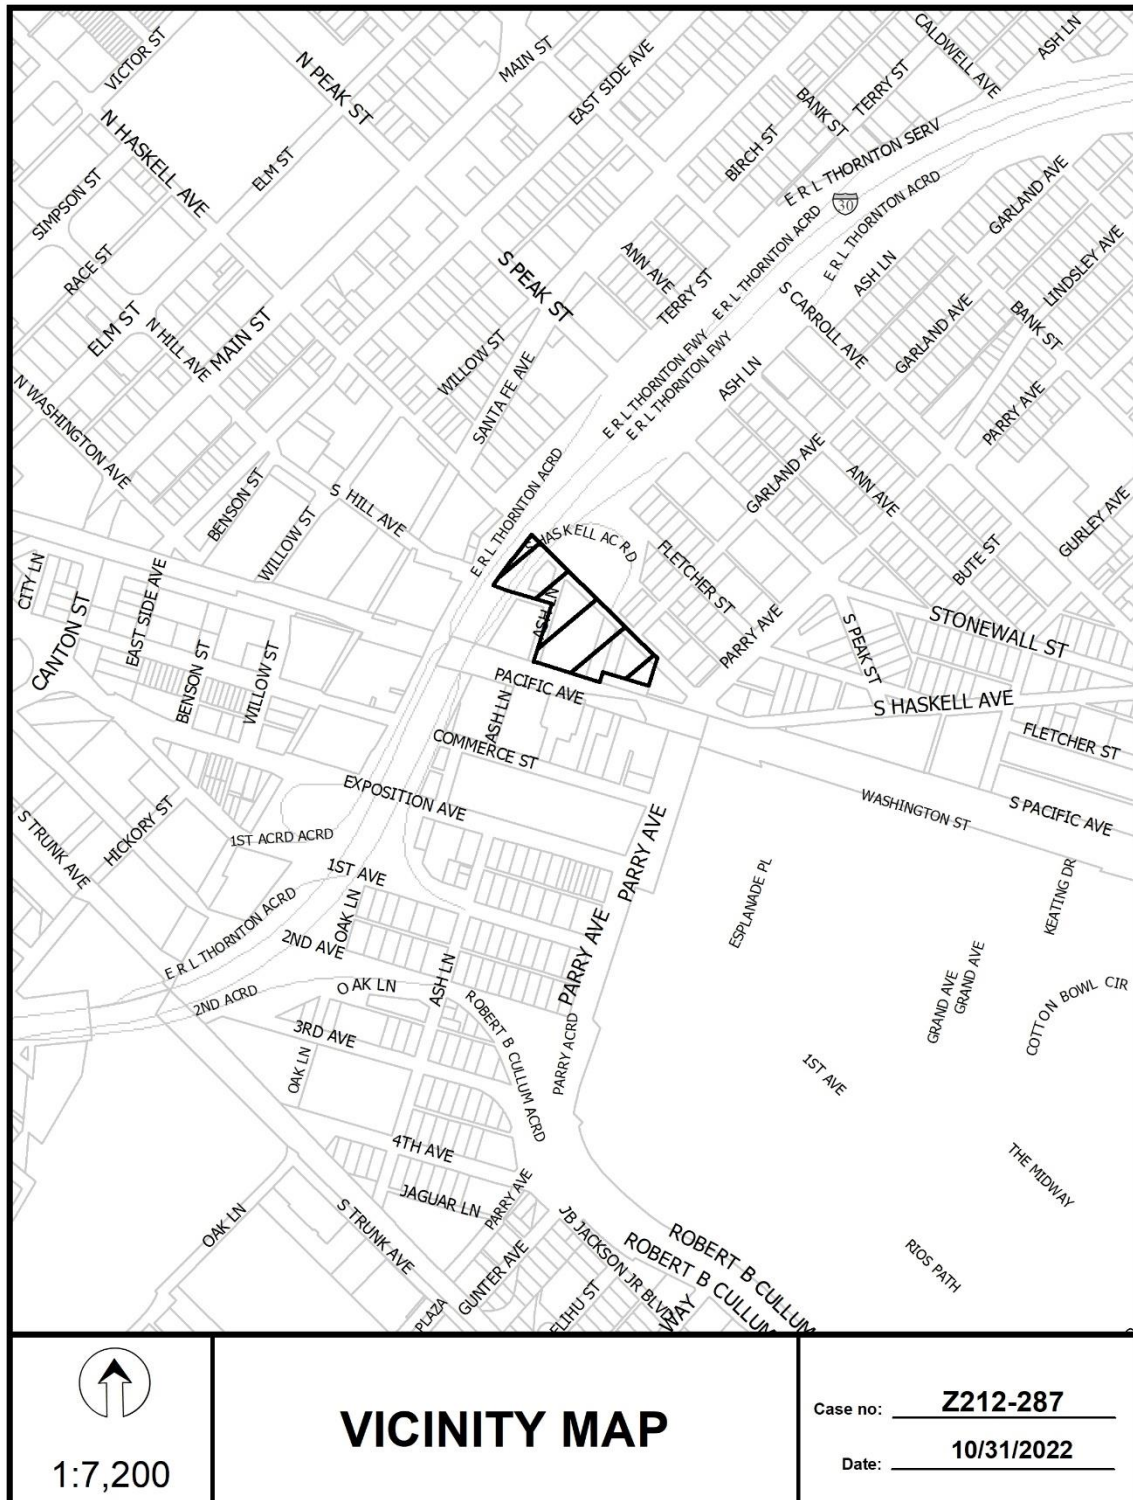 VICTOR ST
N PEAK ST
MAIN ST
EAST SIDE AVE
CALDWELL AVE
ASH LN
TERRY ST
BANK ST
BIRCH ST
N HASKELL AVE
ELM ST
E R L THORNTON SERV
SIMPSON ST
30
E R L THORNTON ACRD
E R L THORNTON ACRD
GARLAND AVE
LINDSLEY AVE
RACE ST
S PEAK ST
ANN AVE
TERRY ST
ASH LN
S CARROLL AVE
GARLAND AVE
BANK ST
ELM ST
N HILL AVE
MAIN ST
WILLOW ST
SANTA FE AVE
E R L THORNTON FWY
E R L THORNTON FWY
ASH LN
PARRY AVE
N WASHINGTON AVE
GARLAND AVE
ANN AVE
GURLEY AVE
BENSON ST
WILLOW ST
S HILL AVE
E R L THORNTON ACRD
HASKELL AC RD
FLETCHER ST
BUTE ST
CITY LN
CANTON ST
EAST SIDE AVE
BENSON ST
WILLOW ST
ASH LN
PARRY AVE
S PEAK ST
STONEWALL ST
PACIFIC AVE
ASH LN
S HASKELL AVE
COMMERCE ST
FLETCHER ST
EXPOSITION AVE
WASHINGTON ST
S PACIFIC AVE
S TRUNK AVE
HICKORY ST
1ST ACRD ACRD
PARRY AVE
1ST AVE
OAK LN
ESPLANADE PL
KEATING DR
E R L THORNTON ACRD
2ND AVE
PARRY AVE
GRAND AVE
GRAND AVE
2ND ACRD
OAK LN
ASH LN
ROBERT B CULLUM ACRD
PARRY ACRD
COTTON BOWL CIR
3RD AVE
OAK LN
1ST AVE
4TH AVE
THE MIDWAY
JAGUAR LN
PARRY AVE
OAK LN
S TRUNK AVE
JB JACKSON JR BLVD
ROBERT B CULLUM
ROBERT B CULLUM
RIOS PATH
GUNTER AVE
PLAZA
ELIHU ST
WAY
1:7,200
VICINITY MAP
Case no: Z212-287
Date: 10/31/2022